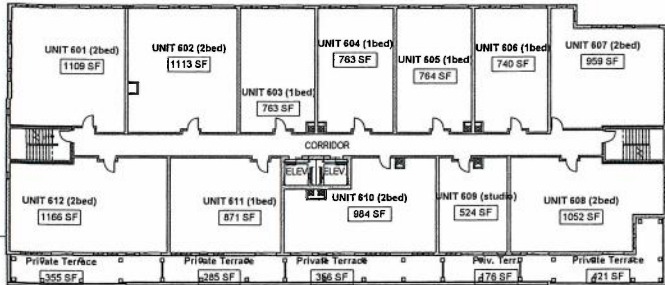 UNIT 601 (2bed)
1109 SF
UNIT 602 (2bed)
1113 SF
UNIT 603 (1bed)
763 SF
UNIT 604 (1bed)
763 SF
UNIT 605 (1bed)
764 SF
UNIT 606 (1bed)
740 SF
UNIT 607 (2bed)
959 SF
CORRIDOR
ELEV.
ELEV.
UNIT 612 (2bed)
1166 SF
UNIT 611 (1bed)
871 SF
UNIT 610 (2bed)
984 SF
UNIT 609 (studio)
524 SF
UNIT 608 (2bed)
1052 SF
Private Terrace
355 SF
Private Terrace
285 SF
Private Terrace
366 SF
Priv. Terr.
176 SF
Private Terrace
421 SF